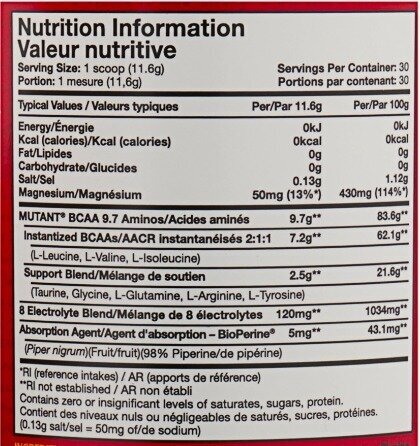 Nutrition Information
Valeur nutritive
Serving Size: 1 scoop (11.6g) Servings Per Container: 30
Portion: 1 mesure (11,6g) Portions par contenant: 30
Typical Values / Valeurs typiques Per/Par 11.6g Per/Par 100g
Energy/Énergie 0kJ 0kJ
Kcal (calories)/Kcal (calories) 0kcal 0kcal
Fat/Lipides 0g 0g
Carbohydrate/Glucides 0g 0g
Salt/Sel 0.13g 1.12g
Magnesium/Magnésium 50mg (13%*) 430mg (114%*)
MUTANT® BCAA 9.7 Aminos/Acides aminés 9.7g** 83.6g**
Instantized BCAAs/AACR instantanéisés 2:1:1 7.2g** 62.1g**
(L-Leucine, L-Valine, L-Isoleucine)
Support Blend/Mélange de soutien 2.5g** 21.6g**
(Taurine, Glycine, L-Glutamine, L-Arginine, L-Tyrosine)
8 Electrolyte Blend/Mélange de 8 électrolytes 120mg** 1034mg**
Absorption Agent/Agent d'absorption – BioPerine® 5mg** 43.1mg**
(Piper nigrum)(Fruit/fruit)(98% Piperine/de pipérine)
*RI (reference intakes) / AR (apports de référence)
**RI not established / AR non établi
Contains zero or insignificant levels of saturates, sugars, protein.
Contient des niveaux nuls ou négligeables de saturés, sucres, protéines.
(0.13g salt/sel = 50mg of/de sodium)